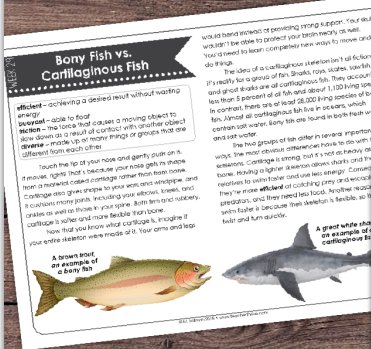 WEEK 29
Bony Fish vs.
Cartilaginous Fish
efficient – achieving a desired result without wasting
energy
buoyant – able to float
friction – the force that causes a moving object to
slow down as a result of contact with another object
diverse – made up of many things or groups that are
different from each other
Touch the tip of your nose and gently push on it.
It moves, right? That's because your nose gets its shape
from a material called cartilage rather than from bone.
Cartilage also gives shape to your ears and windpipe, and
it cushions many joints, including your elbows, knees, and
ankles as well as those in your spine. Both firm and rubbery,
cartilage is softer and more flexible than bone.
Now that you know what cartilage is, imagine if
your entire skeleton were made of it. Your arms and legs
A brown trout,
an example of
a bony fish
would bend instead of providing strong support. Your skull
wouldn't be able to protect your brain nearly as well.
You'd need to learn completely new ways to move and
do things.
The idea of a cartilaginous skeleton isn't all fiction
It's reality for a group of fish. Sharks, rays, skates, sawfish
and ghost sharks are all cartilaginous fish. They account
less than 5 percent of all fish and about 1,100 living spe
In contrast, there are at least 28,000 living species of b
fish. Almost all cartilaginous fish live in oceans, which
contain salt water. Bony fish are found in both fresh w
and salt water.
The two groups of fish differ in several important
ways. The most obvious differences have to do with
skeletons. Cartilage is strong, but it's not as heavy a
bone. Having a lighter skeleton allows sharks and the
relatives to swim faster and use less energy. Consequ
they're more efficient at catching prey and escap
predators, and they need less food. Another reaso
swim faster is because their skeleton is flexible, so th
twist and turn quickly.
A great white sha
an example of a
cartilaginous fis